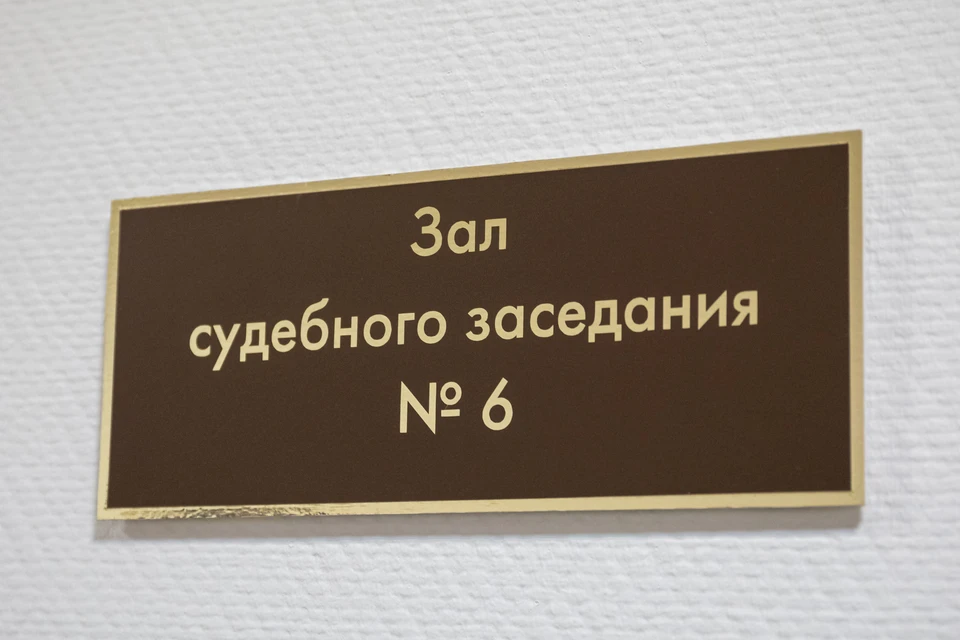 Зал
судебного заседания
№ 6